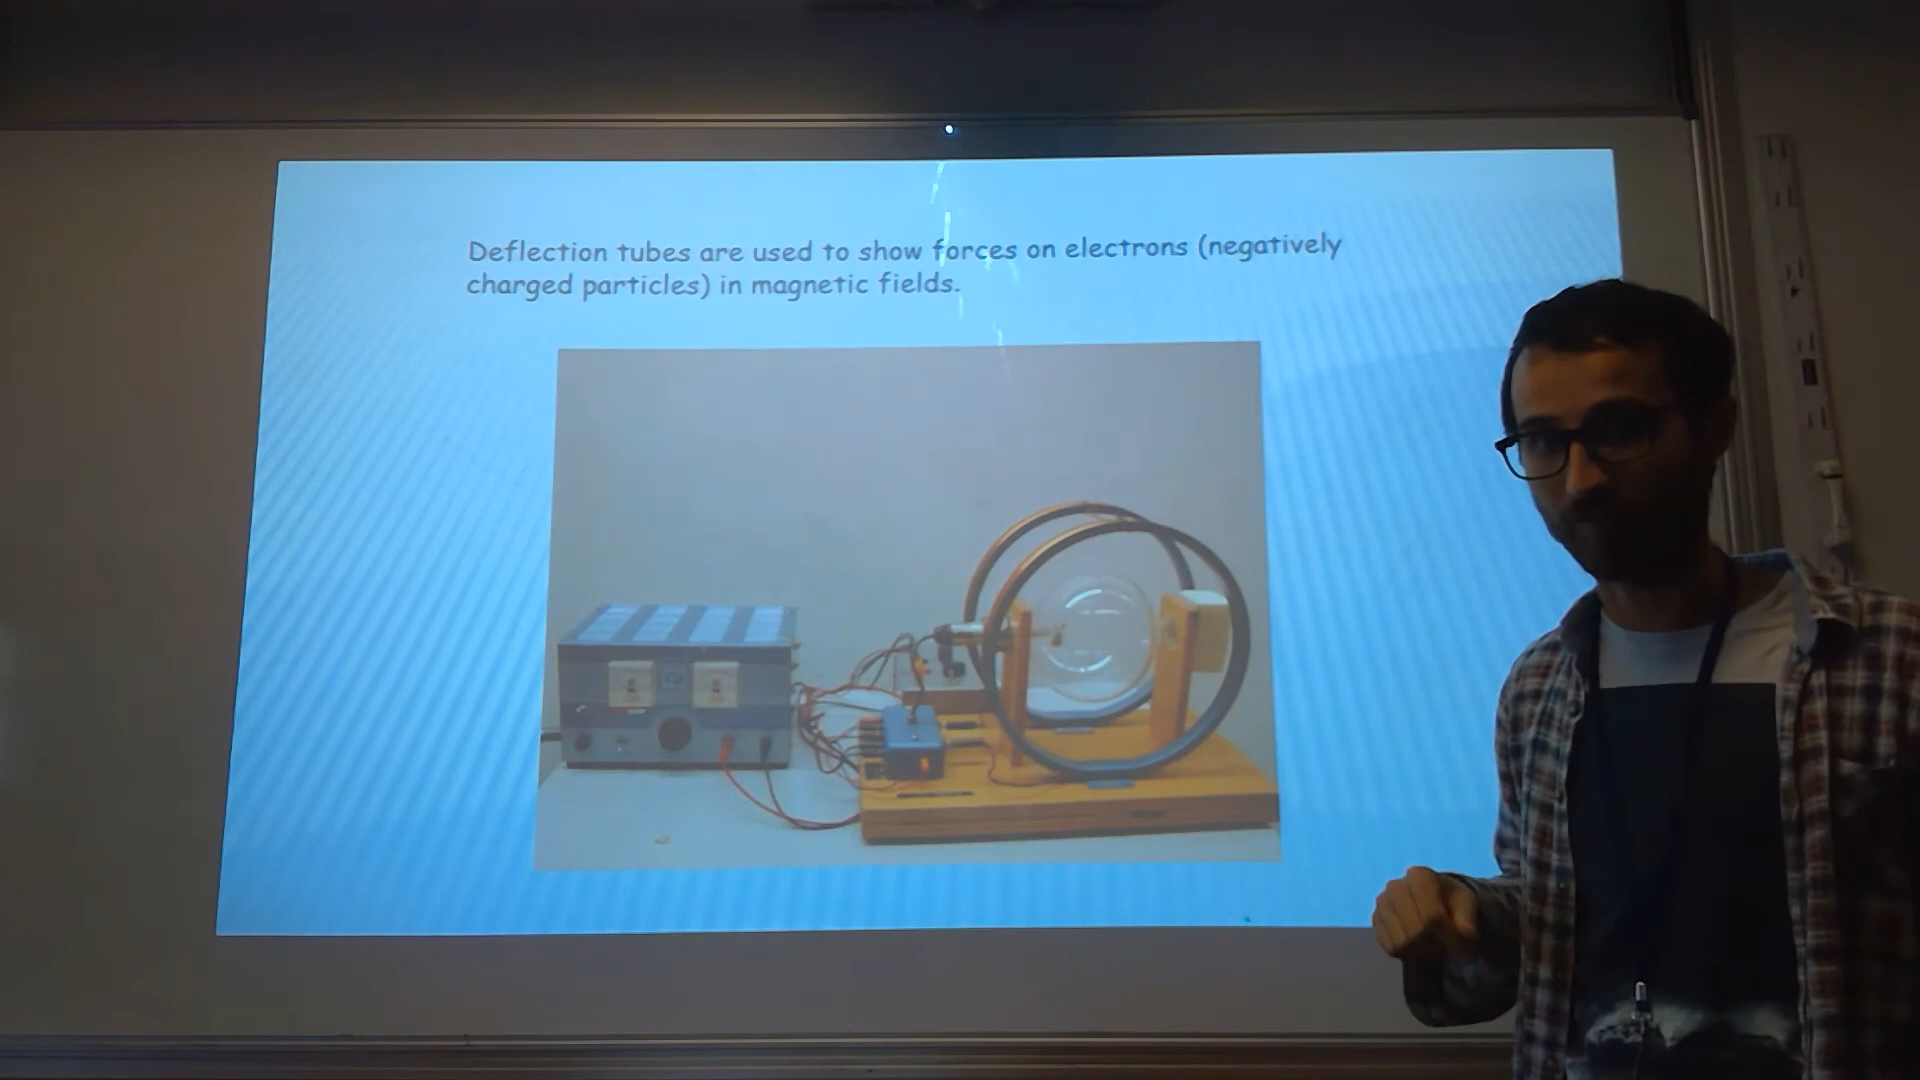 Deflection tubes are used to show forces on electrons (negatively
charged particles) in magnetic fields.